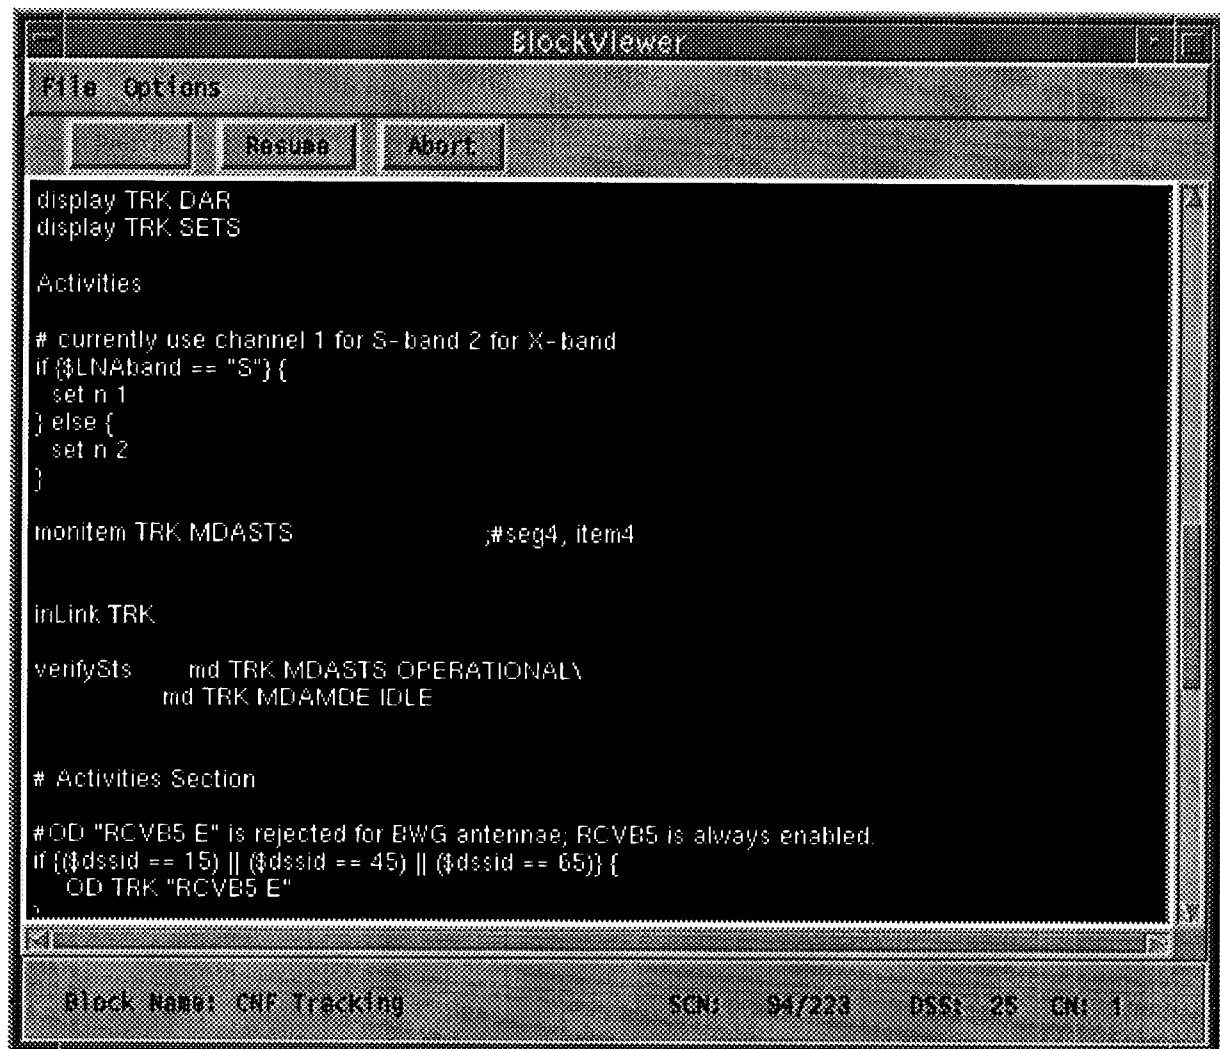 BlockViewer
File Options
Resume Abort
display TRK DAR
display TRK SETS
Activities
# currently use channel 1 for S-band 2 for X-band
if {$LNAband == "S"} {
set n 1
} else {
set n 2
}
monitem TRK MDASTS ;#seg4, item4
inLink TRK
verifySts md TRK MDASTS OPERATIONAL\
md TRK MDAMDE IDLE
# Activities Section
#OD "RCVB5 E" is rejected for BWG antennae; RCVB5 is always enabled.
if {($dssid == 15) || ($dssid == 45) || ($dssid == 65)} {
OD TRK "RCVB5 E"
}
Block Name: CNF Tracking SCN: 94/223 DSS: 25 CN: 1